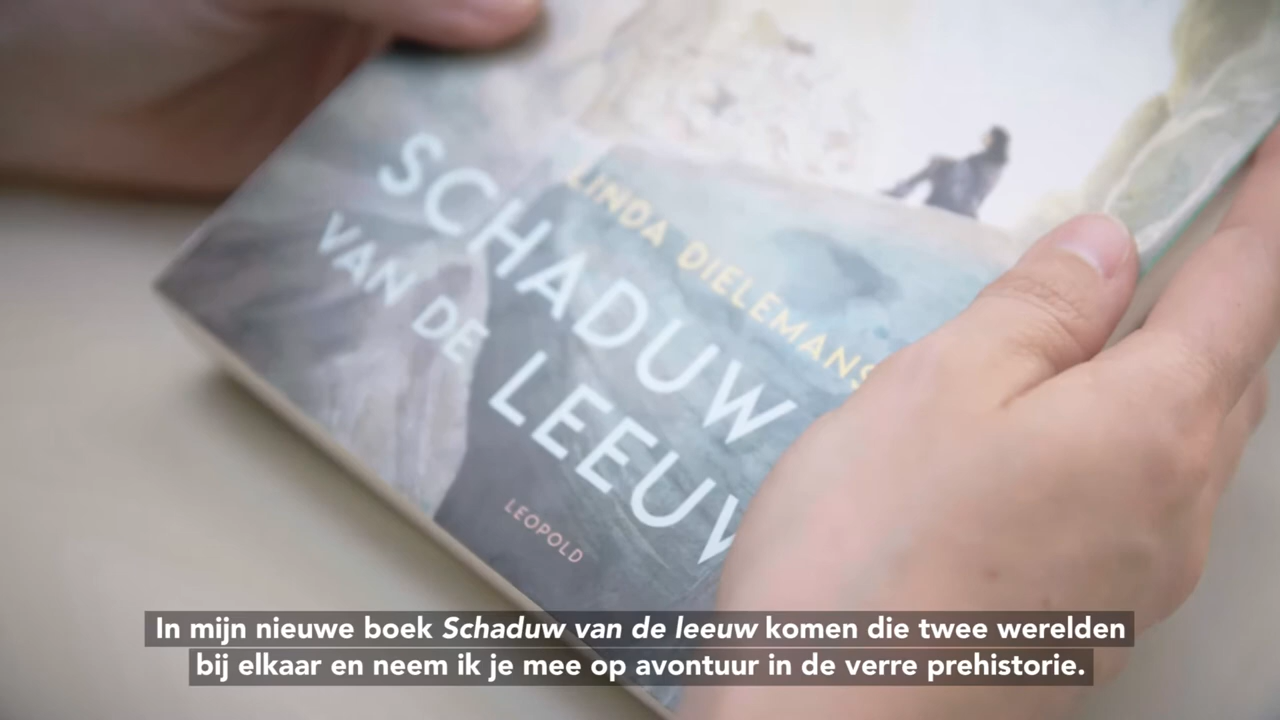 LINDA DIELEMANS
SCHADUW
VAN DE LEEUW
LEOPOLD
In mijn nieuwe boek Schaduw van de leeuw komen die twee werelden
bij elkaar en neem ik je mee op avontuur in de verre prehistorie.